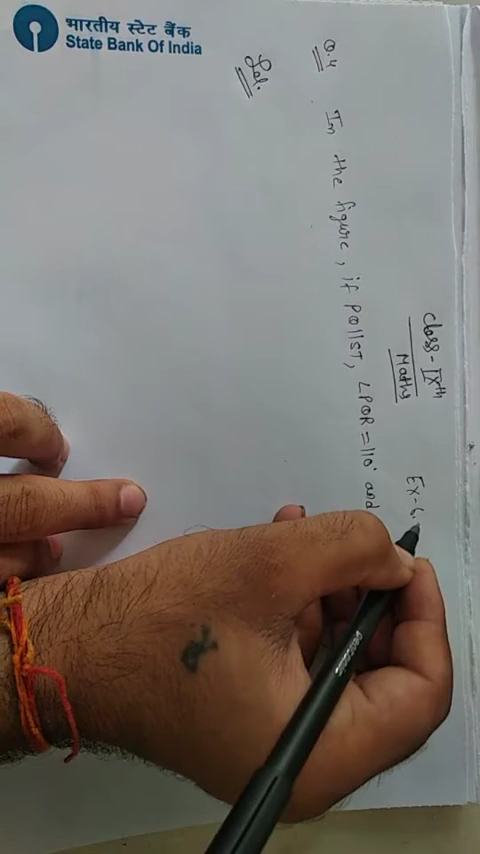 भारतीय स्टेट बैंक
State Bank Of India
Class - IXth
Maths
EX-6.
Q.4 In the figure, if PQ||ST, ∠PQR = 110° and
Sol.